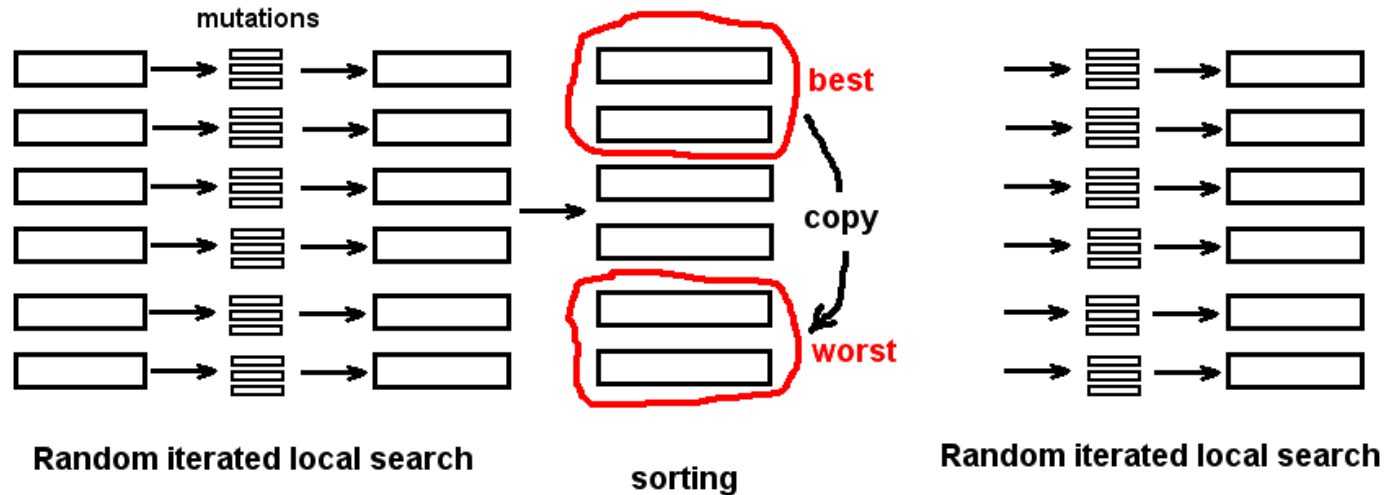 mutations
best
copy
worst
Random iterated local search
sorting
Random iterated local search